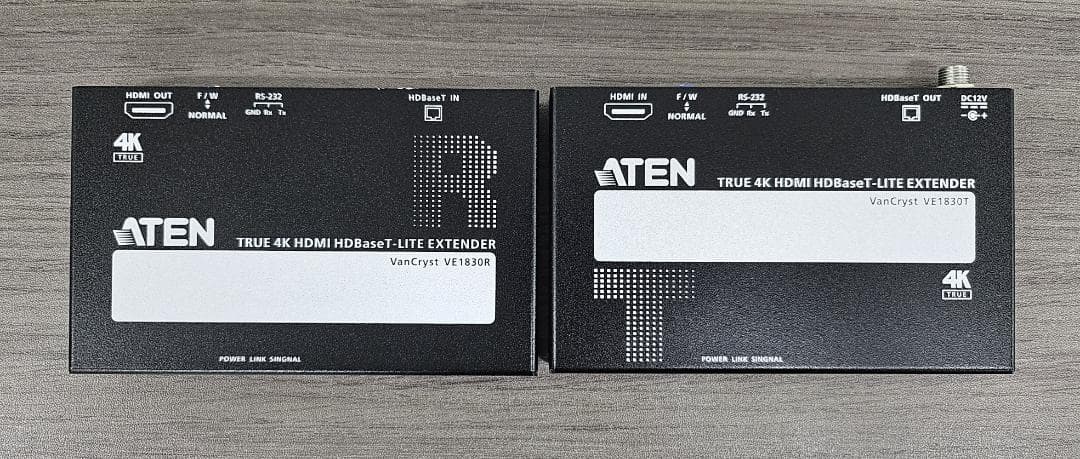 HDMI OUT
F/W
NORMAL
RS-232
GND Rx Tx
HDBaseT IN
4K
TRUE
R
ATEN
TRUE 4K HDMI HDBaseT-LITE EXTENDER
VanCryst VE1830R
POWER LINK SINGNAL
HDMI IN
F/W
NORMAL
RS-232
GND Rx Tx
HDBaseT OUT
DC12V
ATEN
TRUE 4K HDMI HDBaseT-LITE EXTENDER
VanCryst VE1830T
4K
TRUE
T
POWER LINK SINGNAL